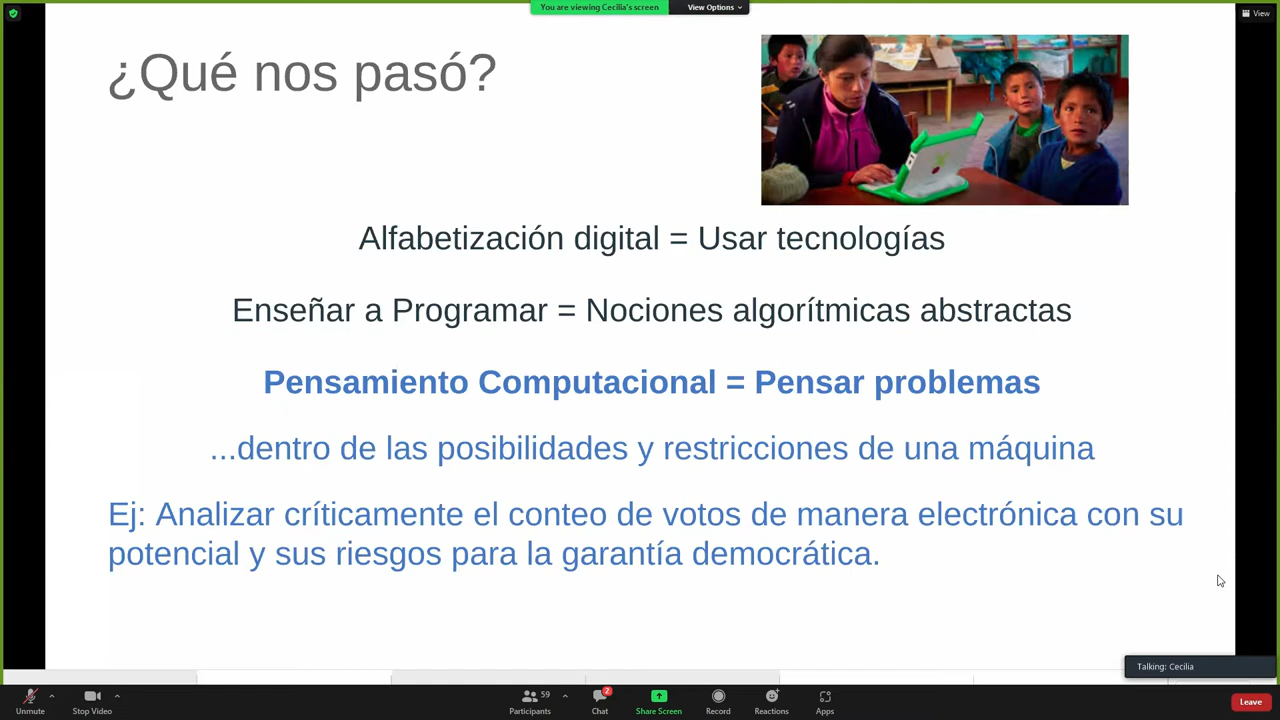 You are viewing Cecilia's screen
View Options
View
¿Qué nos pasó?
Alfabetización digital = Usar tecnologías
Enseñar a Programar = Nociones algorítmicas abstractas
Pensamiento Computacional = Pensar problemas
...dentro de las posibilidades y restricciones de una máquina
Ej: Analizar críticamente el conteo de votos de manera electrónica con su
potencial y sus riesgos para la garantía democrática.
Talking: Cecilia
Unmute
Stop Video
59
Participants
2
Chat
Share Screen
Record
Reactions
Apps
Leave